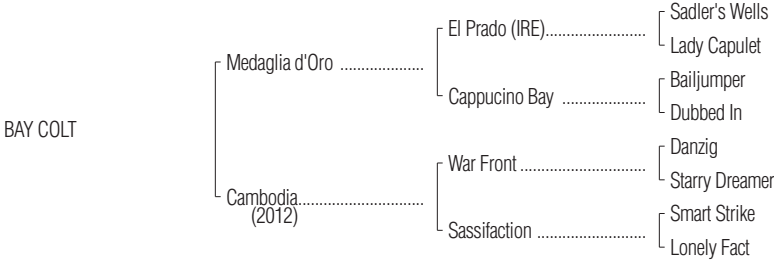 Sadler's Wells
El Prado (IRE)........................
Lady Capulet
Medaglia d'Oro ....................
Bailjumper
Cappucino Bay ....................
Dubbed In
BAY COLT
Danzig
War Front ..............................
Starry Dreamer
Cambodia..............................
(2012)
Smart Strike
Sassifaction ..........................
Lonely Fact